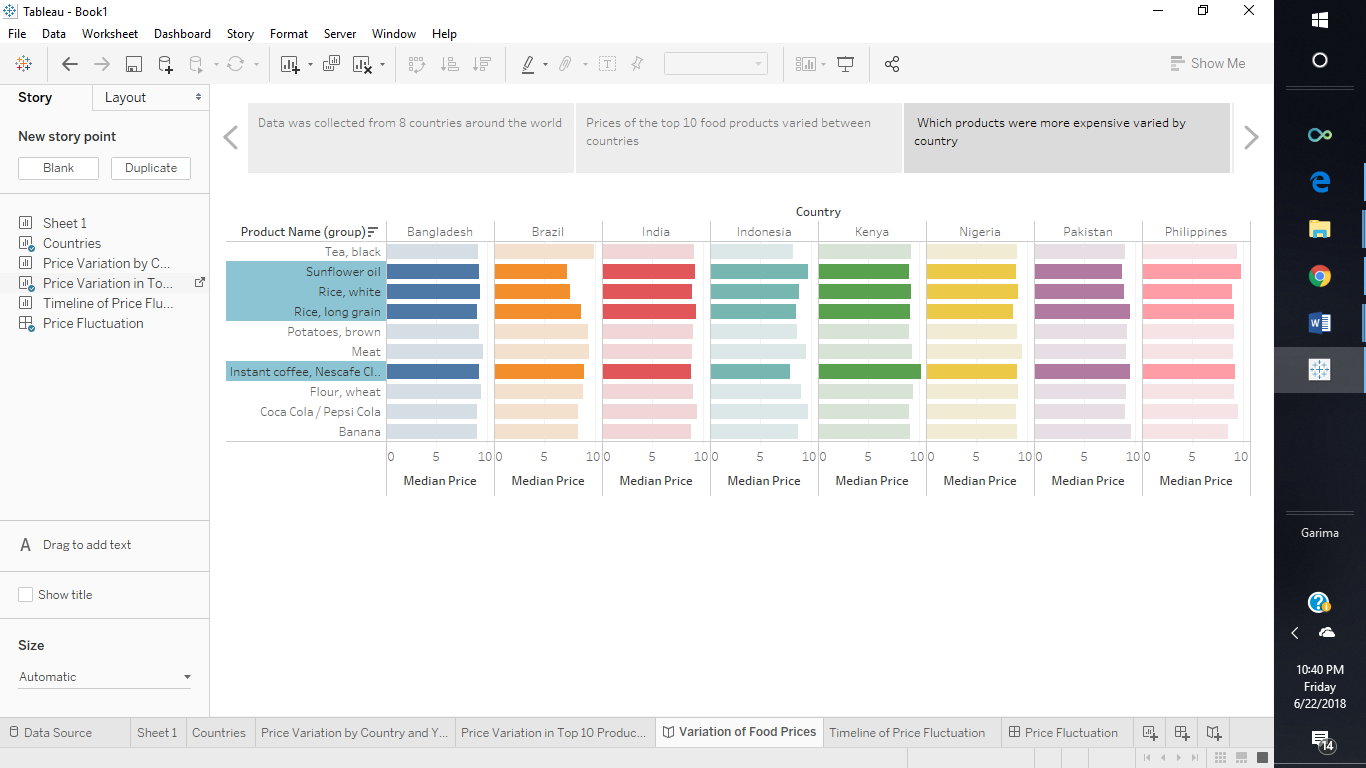 Tableau - Book1
File Data Worksheet Dashboard Story Format Server Window Help
Show Me
Story Layout
New story point
Blank Duplicate
Sheet 1
Countries
Price Variation by C...
Price Variation in To...
Timeline of Price Flu...
Price Fluctuation
A Drag to add text
Show title
Size
Automatic
Data was collected from 8 countries around the world
Prices of the top 10 food products varied between
countries
Which products were more expensive varied by
country
Country
Product Name (group) Bangladesh Brazil India Indonesia Kenya Nigeria Pakistan Philippines
Tea, black
Sunflower oil
Rice, white
Rice, long grain
Potatoes, brown
Meat
Instant coffee, Nescafe Cl..
Flour, wheat
Coca Cola / Pepsi Cola
Banana
0 5 10 0 5 10 0 5 10 0 5 10 0 5 10 0 5 10 0 5 10 0 5 10
Median Price Median Price Median Price Median Price Median Price Median Price Median Price Median Price
Data Source Sheet 1 Countries Price Variation by Country and Y... Price Variation in Top 10 Produc... Variation of Food Prices Timeline of Price Fluctuation Price Fluctuation
Garima
10:40 PM
Friday
6/22/2018
14